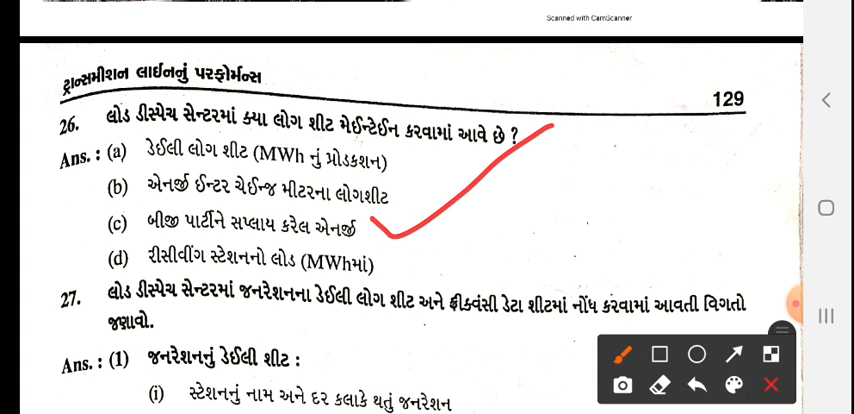 Scanned with CamScanner
ટ્રાન્સમીશન લાઈનનું પરફોર્મન્સ
129
26. લોડ ડીસ્પેચ સેન્ટરમાં ક્યા લોગ શીટ મેઈન્ટેઈન કરવામાં આવે છે ?
Ans. : (a) ડેઈલી લોગ શીટ (MWh નું પ્રોડકશન)
(b) એનર્જી ઈન્ટર ચેઈન્જ મીટરના લોગશીટ
(c) બીજી પાર્ટીને સપ્લાય કરેલ એનર્જી
(d) રીસીવીંગ સ્ટેશનનો લોડ (MWhમાં)
27. લોડ ડીસ્પેચ સેન્ટરમાં જનરેશનના ડેઈલી લોગ શીટ અને ફ્રીક્વંસી ડેટા શીટમાં નોંધ કરવામાં આવતી વિગતો
જણાવો.
Ans. : (1) જનરેશનનું ડેઈલી શીટ :
(i) સ્ટેશનનું નામ અને દર કલાકે થતું જનરેશન